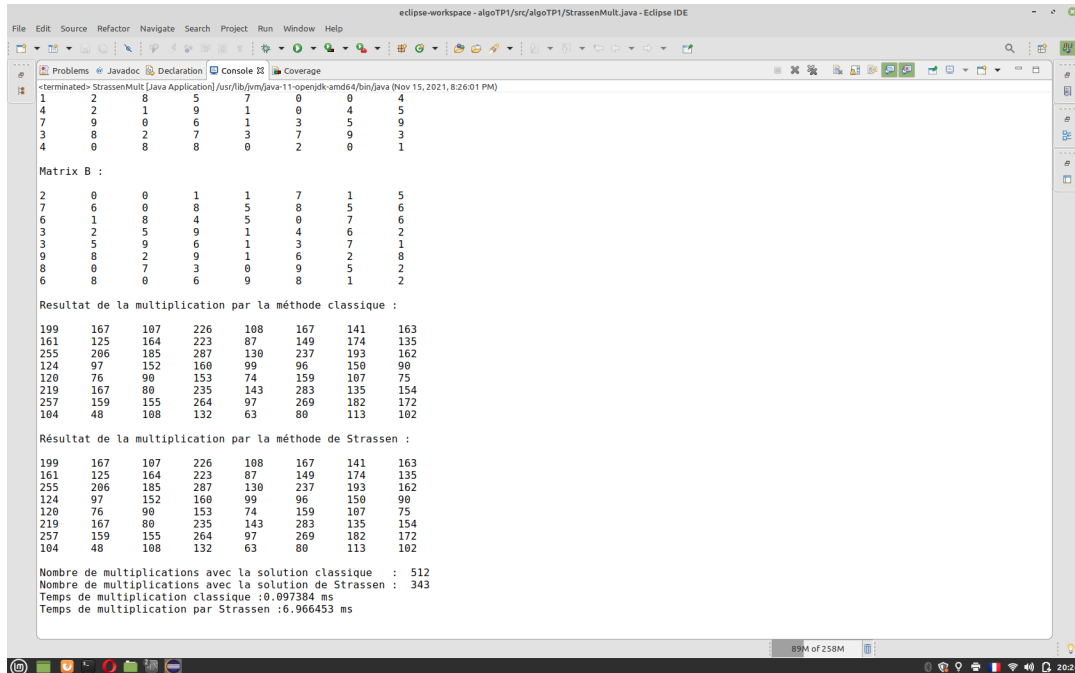 eclipse-workspace - algoTP1/src/algoTP1/StrassenMult.java - Eclipse IDE
File Edit Source Refactor Navigate Search Project Run Window Help
Problems Javadoc Declaration Console Coverage
<terminated> StrassenMult [Java Application] /usr/lib/jvm/java-11-openjdk-amd64/bin/java (Nov 15, 2021, 8:26:01 PM)
1 2 8 5 7 0 0 4
4 2 1 9 1 0 4 5
7 9 0 6 1 3 5 9
3 8 2 7 3 7 9 3
4 0 8 8 0 2 0 1
Matrix B :
2 0 0 1 1 7 1 5
7 6 0 8 5 8 5 6
6 1 8 4 5 0 7 6
3 2 5 9 1 4 6 2
3 5 9 6 1 3 7 1
9 8 2 9 1 6 2 8
8 0 7 3 0 9 5 2
6 8 0 6 9 8 1 2
Resultat de la multiplication par la méthode classique :
199 167 107 226 108 167 141 163
161 125 164 223 87 149 174 135
255 206 185 287 130 237 193 162
124 97 152 160 99 96 150 90
120 76 90 153 74 159 107 75
219 167 80 235 143 283 135 154
257 159 155 264 97 269 182 172
104 48 108 132 63 80 113 102
Résultat de la multiplication par la méthode de Strassen :
199 167 107 226 108 167 141 163
161 125 164 223 87 149 174 135
255 206 185 287 130 237 193 162
124 97 152 160 99 96 150 90
120 76 90 153 74 159 107 75
219 167 80 235 143 283 135 154
257 159 155 264 97 269 182 172
104 48 108 132 63 80 113 102
Nombre de multiplications avec la solution classique : 512
Nombre de multiplications avec la solution de Strassen : 343
Temps de multiplication classique :0.097384 ms
Temps de multiplication par Strassen :6.966453 ms
89M of 258M